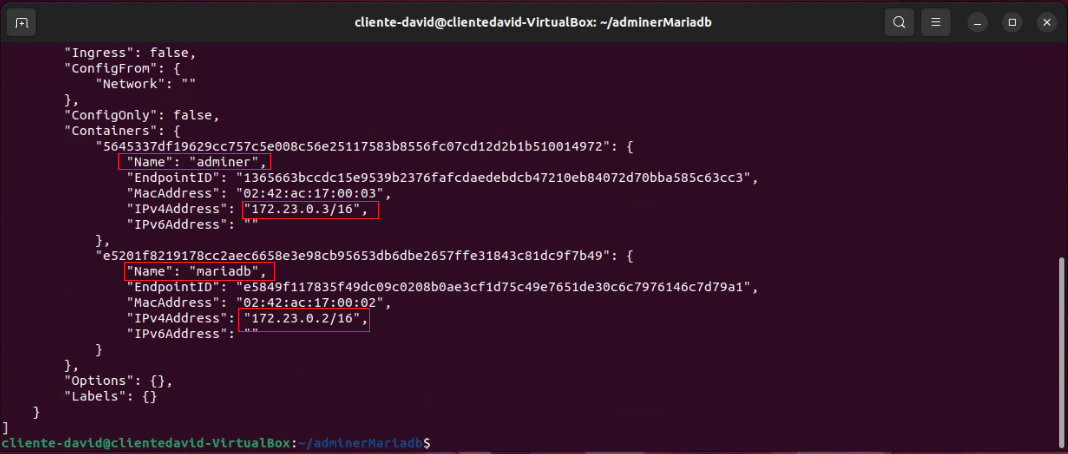 cliente-david@clientedavid-VirtualBox: ~/adminerMariadb
"Ingress": false,
"ConfigFrom": {
"Network": ""
},
"ConfigOnly": false,
"Containers": {
"5645337df19629cc757c5e008c56e25117583b8556fc07cd12d2b1b510014972": {
"Name": "adminer",
"EndpointID": "1365663bccdc15e9539b2376fafcdaedebdcb47210eb84072d70bba585c63cc3",
"MacAddress": "02:42:ac:17:00:03",
"IPv4Address": "172.23.0.3/16",
"IPv6Address": ""
},
"e5201f8219178cc2aec6658e3e98cb95653db6dbe2657ffe31843c81dc9f7b49": {
"Name": "mariadb",
"EndpointID": "e5849f117835f49dc09c0208b0ae3cf1d75c49e7651de30c6c7976146c7d79a1",
"MacAddress": "02:42:ac:17:00:02",
"IPv4Address": "172.23.0.2/16",
"IPv6Address": ""
}
},
"Options": {},
"Labels": {}
}
]
cliente-david@clientedavid-VirtualBox:~/adminerMariadb$